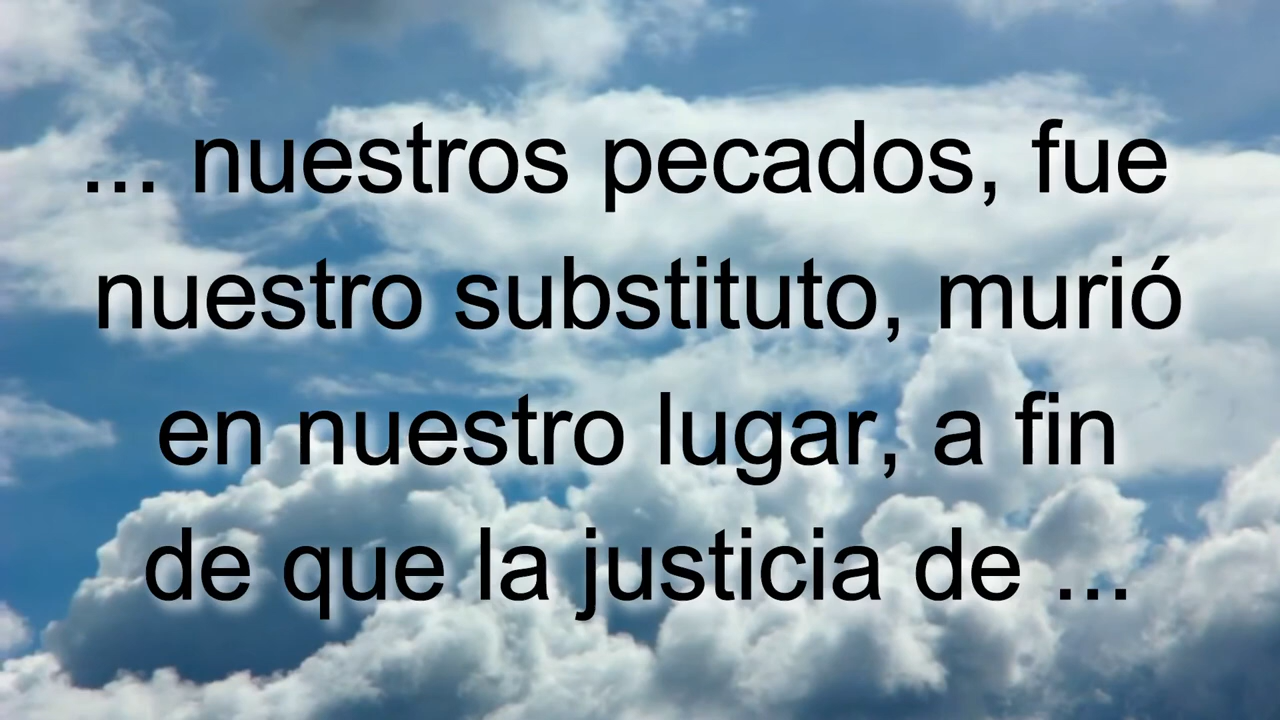 ... nuestros pecados, fue
nuestro substituto, murió
en nuestro lugar, a fin
de que la justicia de ...